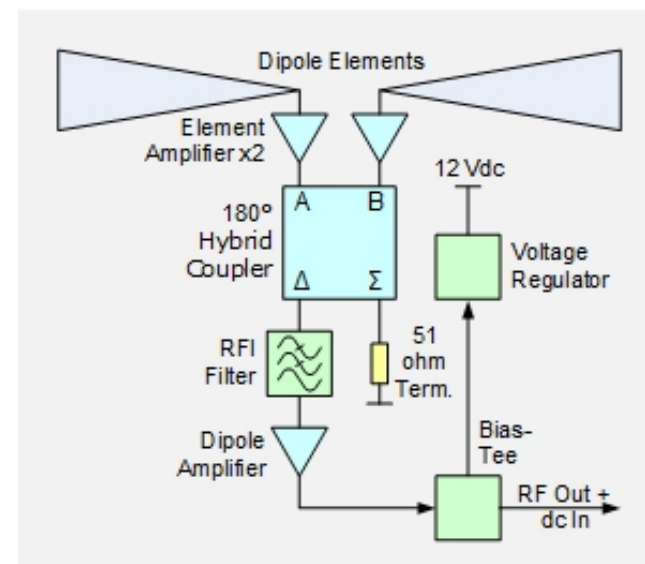 Dipole Elements
Element
Amplifier x2
A
B
180°
Hybrid
Coupler
Δ
Σ
12 Vdc
Voltage
Regulator
RFI
Filter
51
ohm
Term.
Dipole
Amplifier
Bias-
Tee
RF Out +
dc In